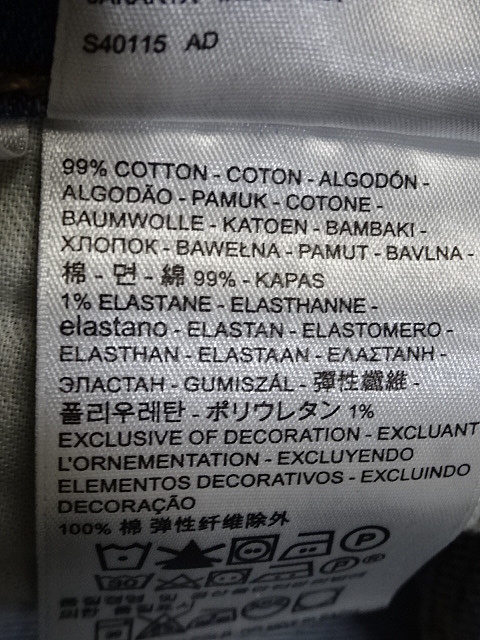 S40115 AD
99% COTTON - COTON - ALGODÓN -
ALGODÃO - PAMUK - COTONE -
BAUMWOLLE - KATOEN - BAMBAKI -
ХЛОПОК - BAWEŁNA - PAMUT - BAVLNA -
棉 - 면 - 綿 99% - KAPAS
1% ELASTANE - ELASTHANNE -
elastano - ELASTAN - ELASTOMERO -
ELASTHAN - ELASTAAN - ΕΛΑΣΤΑΝΗ -
ЭЛАСТАН - GUMISZÁL - 彈性纖維 -
폴리우레탄 - ポリウレタン 1%
EXCLUSIVE OF DECORATION - EXCLUANT
L'ORNEMENTATION - EXCLUYENDO
ELEMENTOS DECORATIVOS - EXCLUINDO
DECORAÇÃO
100% 棉 弹性纤维除外
P
30 P